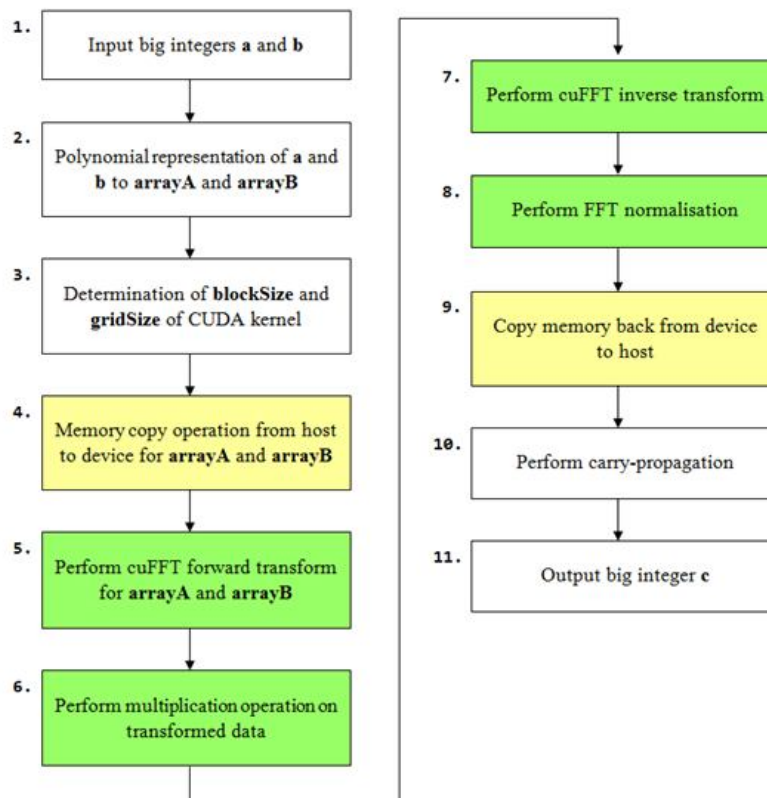 1.
Input big integers a and b
2.
Polynomial representation of a and
b to arrayA and arrayB
3.
Determination of blockSize and
gridSize of CUDA kernel
4.
Memory copy operation from host
to device for arrayA and arrayB
5.
Perform cuFFT forward transform
for arrayA and arrayB
6.
Perform multiplication operation on
transformed data
7.
Perform cuFFT inverse transform
8.
Perform FFT normalisation
9.
Copy memory back from device
to host
10.
Perform carry-propagation
11.
Output big integer c